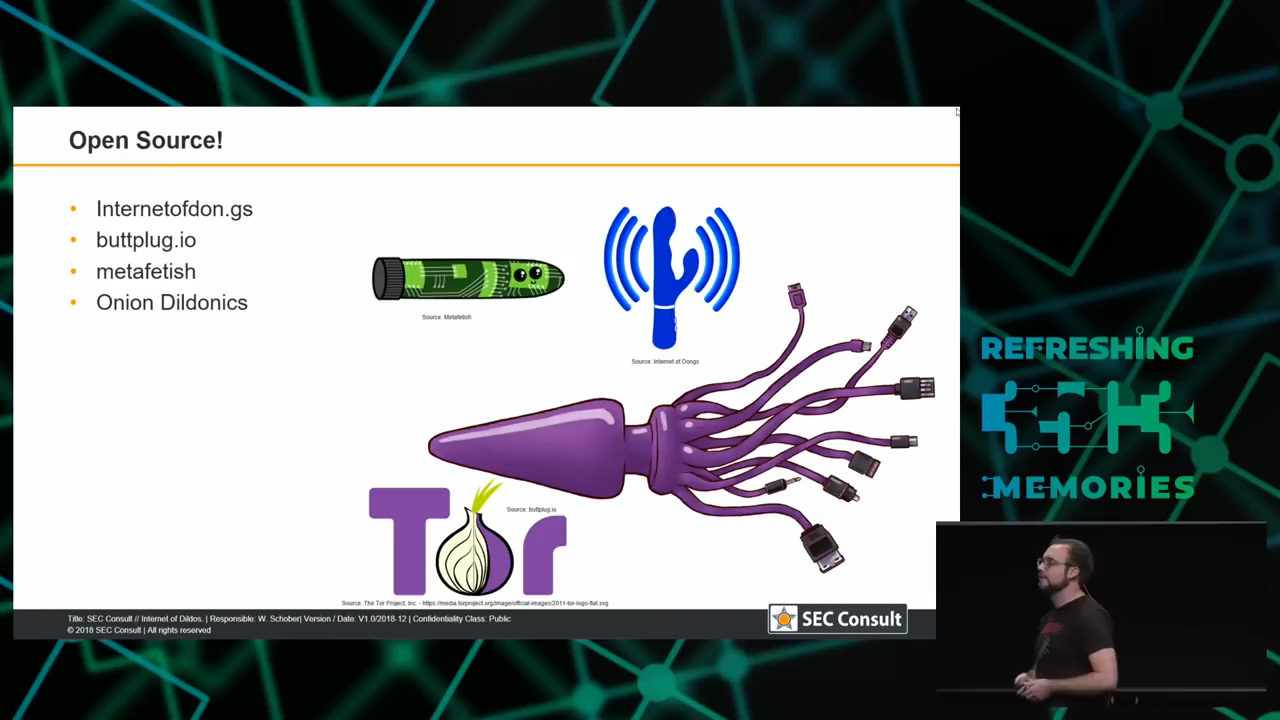 Open Source!
• Internetofdon.gs
• buttplug.io
• metafetish
• Onion Dildonics
Source: Metafetish
Source: Internet of Dongs
Source: buttplug.io
Tor
Source: The Tor Project, Inc. - https://media.torproject.org/image/official-images/2011-tor-logo-flat.svg
Title: SEC Consult // Internet of Dildos. | Responsible: W. Schober| Version / Date: V1.0/2018-12 | Confidentiality Class: Public
© 2018 SEC Consult | All rights reserved
SEC Consult
REFRESHING
MEMORIES